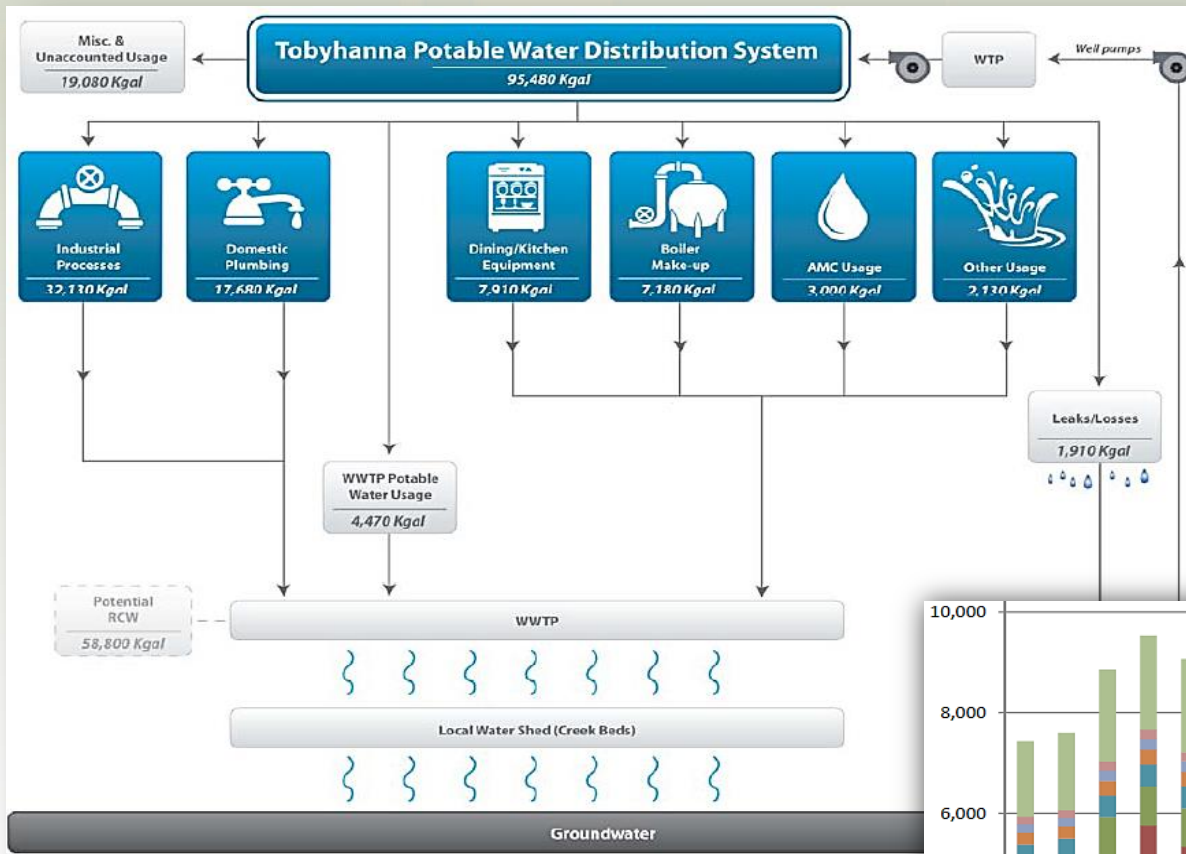 Misc. &
Unaccounted Usage
19,080 Kgal
Tobyhanna Potable Water Distribution System
95,480 Kgal
WTP
Well pumps
Industrial
Processes
32,130 Kgal
Domestic
Plumbing
17,680 Kgal
Dining/Kitchen
Equipment
7,910 Kgal
Boiler
Make-up
7,180 Kgal
AMC Usage
3,000 Kgal
Other Usage
2,130 Kgal
Leaks/Losses
1,910 Kgal
WWTP Potable
Water Usage
4,470 Kgal
Potential
RCW
58,800 Kgal
WWTP
Local Water Shed (Creek Beds)
Groundwater
10,000
8,000
6,000